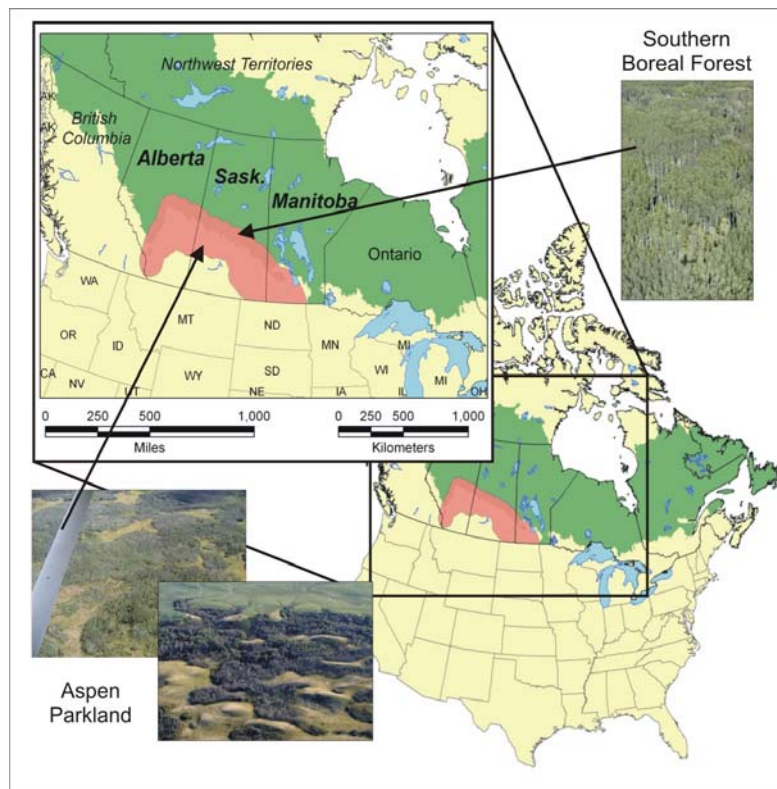 Southern
Boreal Forest
Northwest Territories
AK
AK
British
Columbia
Alberta
Sask.
Manitoba
Ontario
WA
MT
ND
MN
OR
ID
SD
WI
MI
MI
WY
CA
NV
UT
NE
IA
IL
OH
0 250 500 1,000
Miles
0 250 500 1,000
Kilometers
Aspen
Parkland